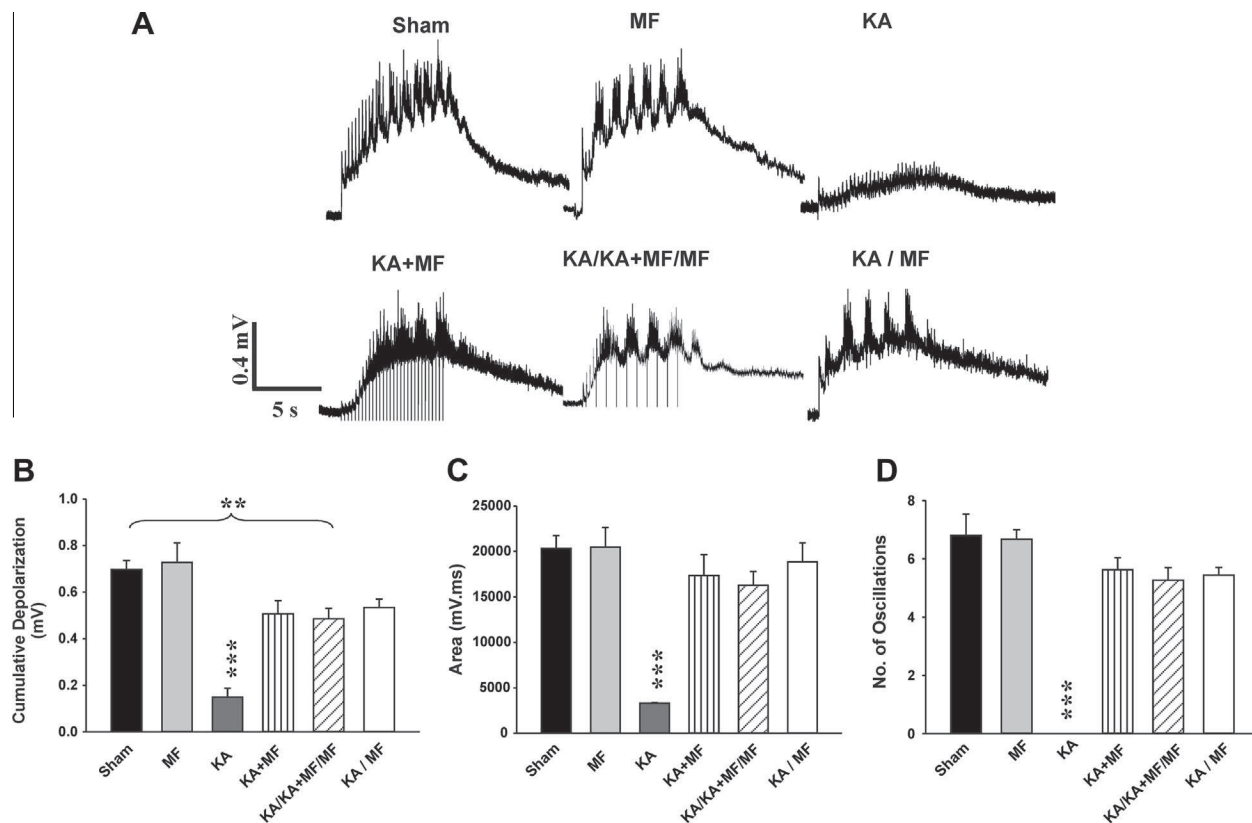 A
Sham
MF
KA
KA+MF
KA/KA+MF/MF
KA / MF
0.4 mV
5 s
B
Cumulative Depolarization
(mV)
1.0
0.8
0.6
0.4
0.2
0.0
**
***
Sham
MF
KA
KA+MF
KA/KA+MF/MF
KA / MF
C
Area (mV.ms)
25000
20000
15000
10000
5000
0
***
Sham
MF
KA
KA+MF
KA/KA+MF/MF
KA / MF
D
No. of Oscillations
8
6
4
2
0
***
Sham
MF
KA
KA+MF
KA/KA+MF/MF
KA / MF